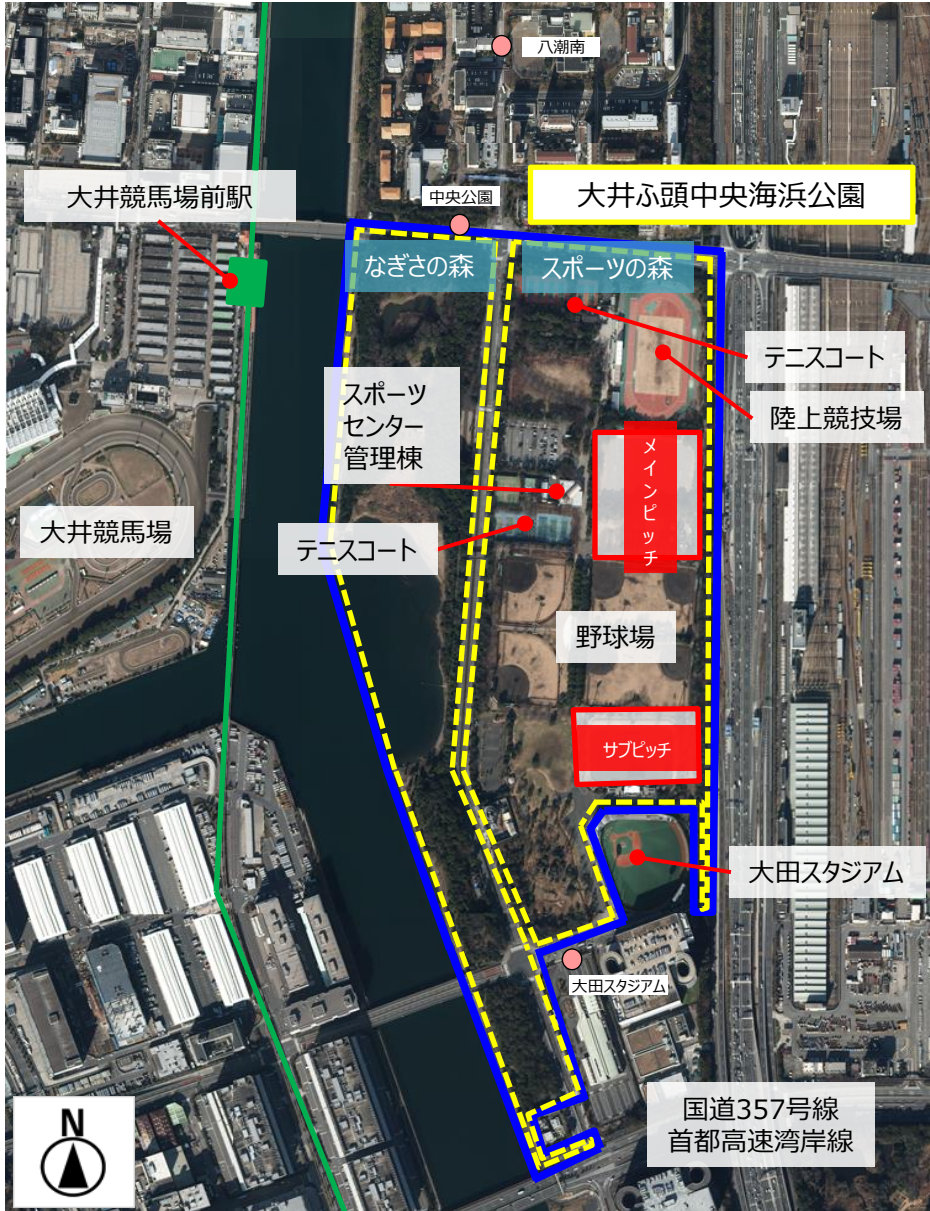 八潮南
大井競馬場前駅
中央公園
大井ふ頭中央海浜公園
なぎさの森
スポーツの森
テニスコート
スポーツ
センター
管理棟
陸上競技場
メインピッチ
大井競馬場
テニスコート
野球場
サブピッチ
大田スタジアム
大田スタジアム
国道357号線
首都高速湾岸線
N